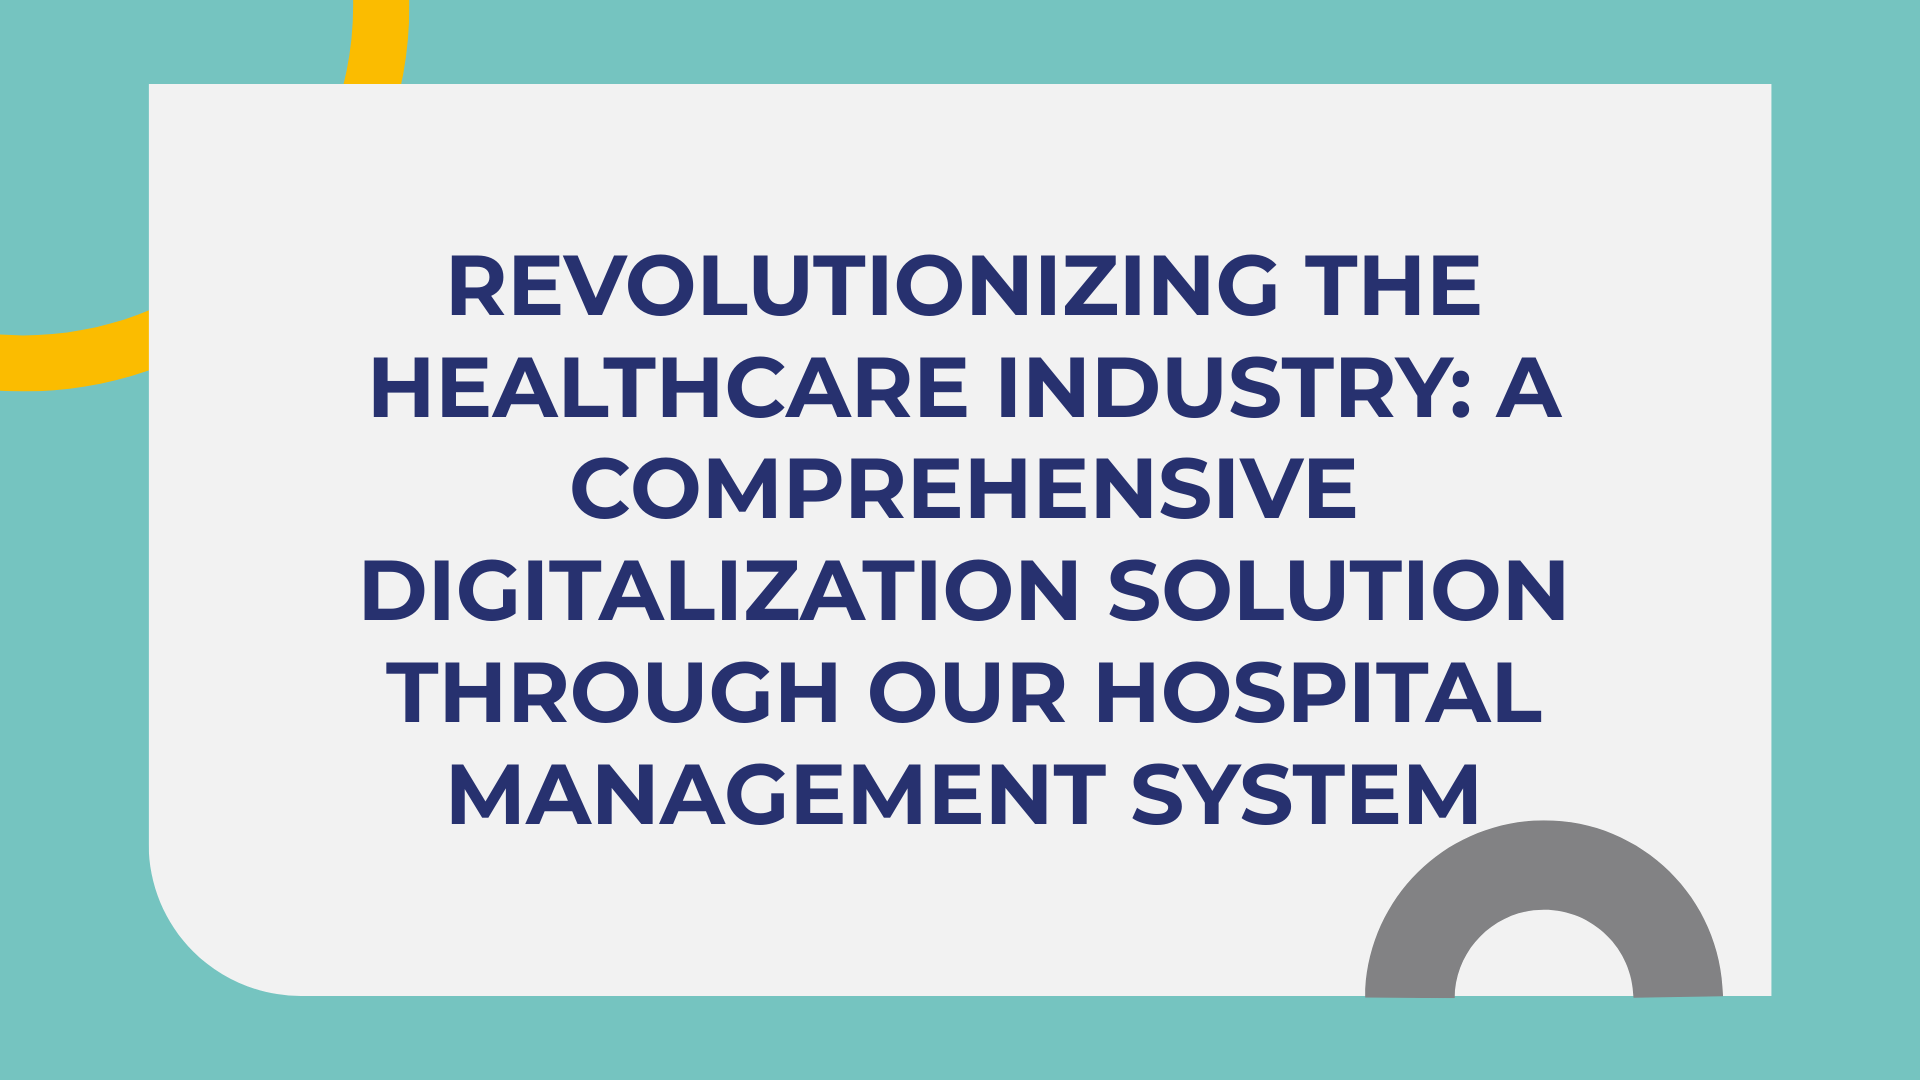 REVOLUTIONIZING THE
HEALTHCARE INDUSTRY: A
COMPREHENSIVE
DIGITALIZATION SOLUTION
THROUGH OUR HOSPITAL
MANAGEMENT SYSTEM